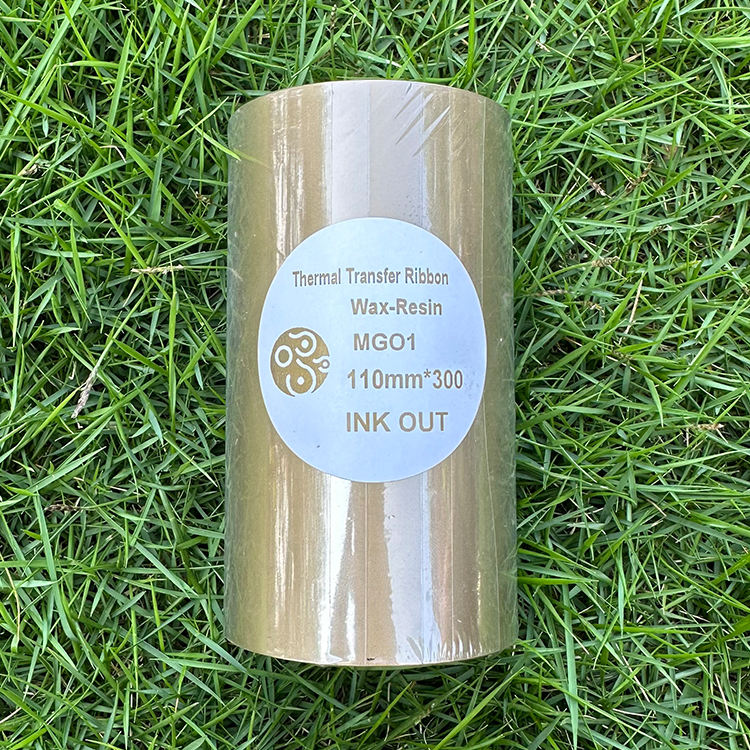 Thermal Transfer Ribbon
Wax-Resin
MGO1
110mm*300
INK OUT